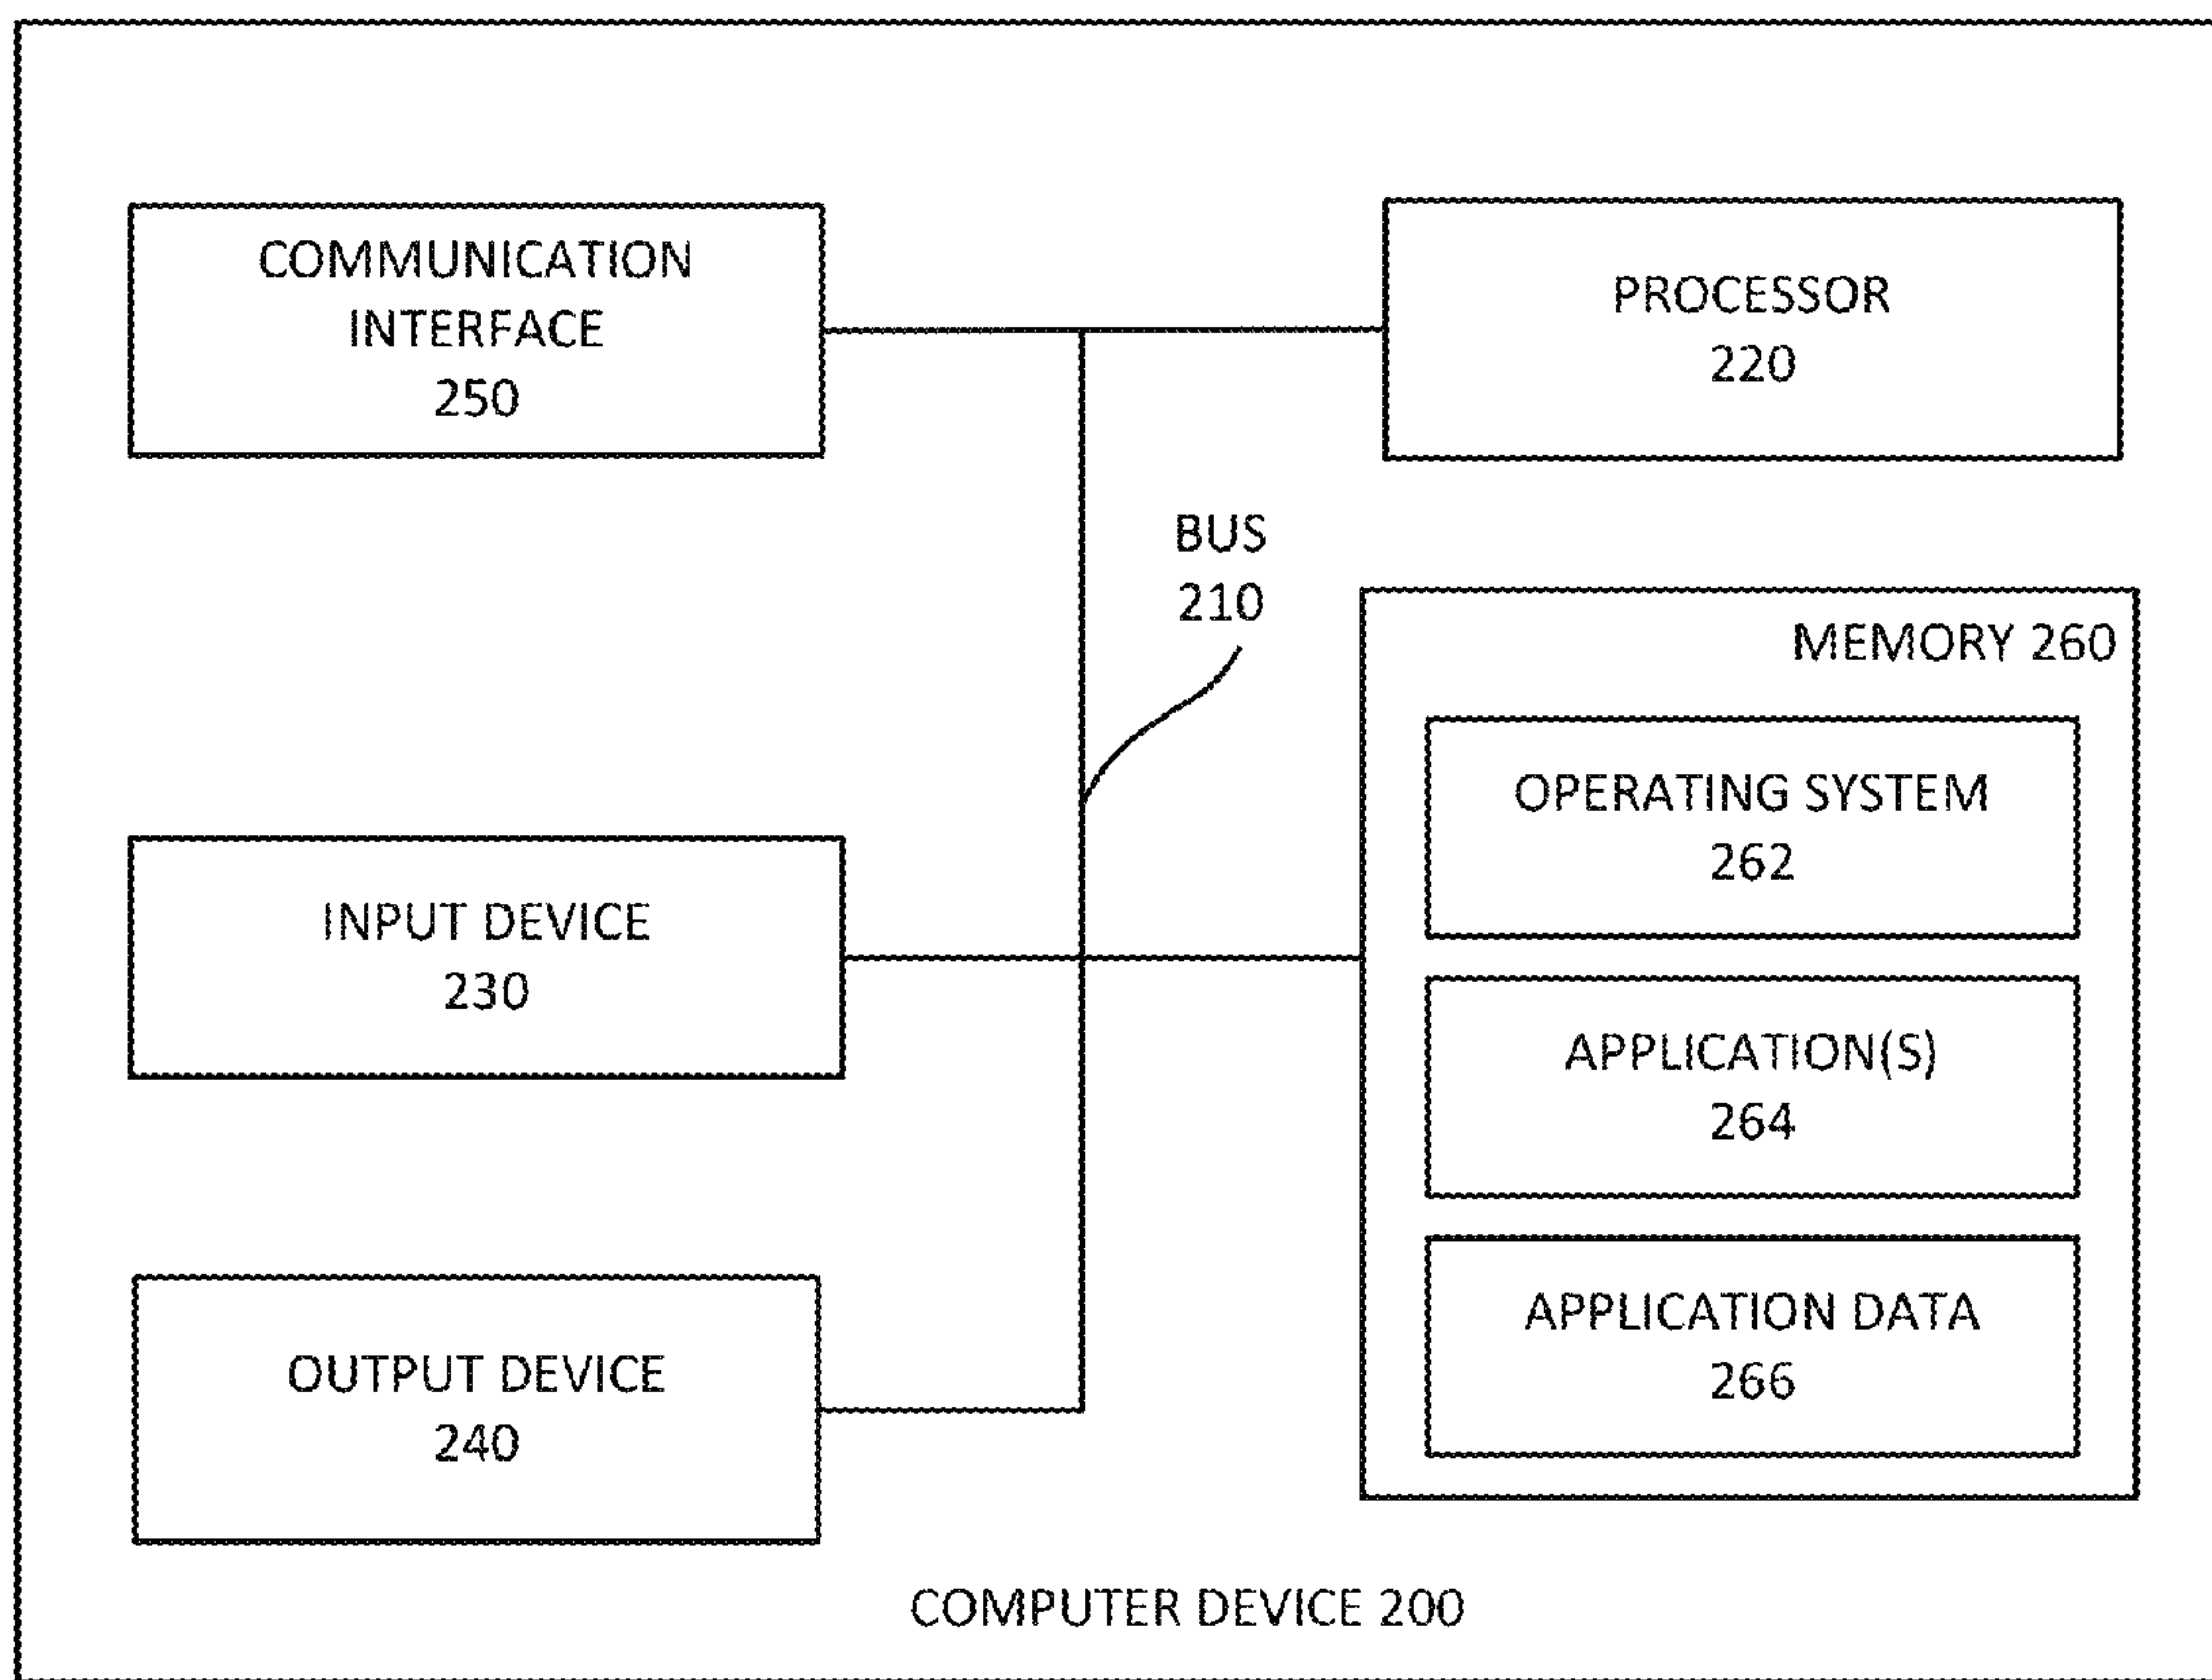 COMMUNICATION
INTERFACE
250
PROCESSOR
220
BUS
210
MEMORY 260
OPERATING SYSTEM
262
INPUT DEVICE
230
APPLICATION(S)
264
APPLICATION DATA
266
OUTPUT DEVICE
240
COMPUTER DEVICE 200